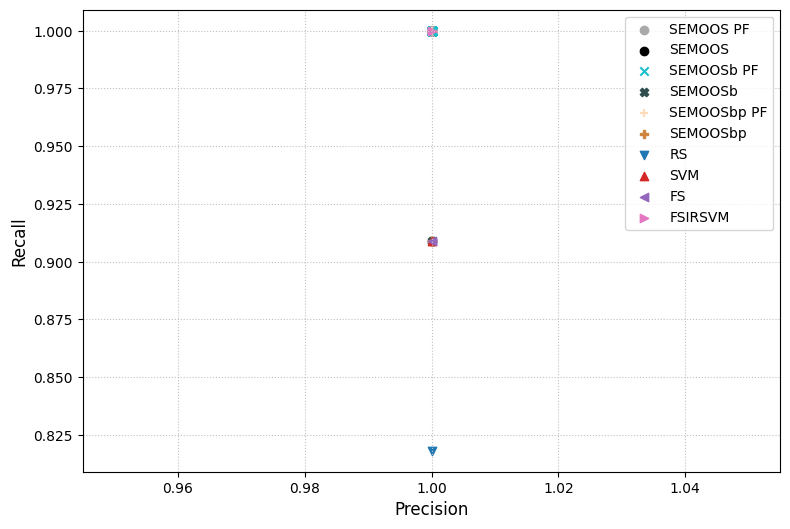 1.000
0.975
0.950
0.925
0.900
0.875
0.850
0.825
Recall
0.96
0.98
1.00
1.02
1.04
Precision
SEMOOS PF
SEMOOS
SEMOOSb PF
SEMOOSb
SEMOOSbp PF
SEMOOSbp
RS
SVM
FS
FSIRSVM